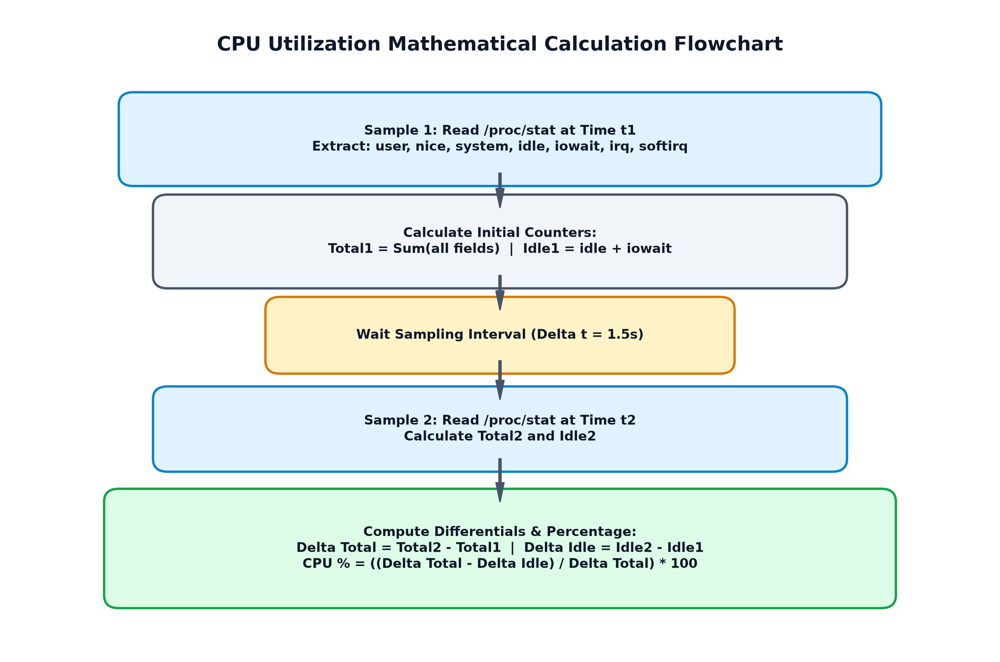 CPU Utilization Mathematical Calculation Flowchart
Sample 1: Read /proc/stat at Time t1
Extract: user, nice, system, idle, iowait, irq, softirq
Calculate Initial Counters:
Total1 = Sum(all fields)  |  Idle1 = idle + iowait
Wait Sampling Interval (Delta t = 1.5s)
Sample 2: Read /proc/stat at Time t2
Calculate Total2 and Idle2
Compute Differentials & Percentage:
Delta Total = Total2 - Total1  |  Delta Idle = Idle2 - Idle1
CPU % = ((Delta Total - Delta Idle) / Delta Total) * 100